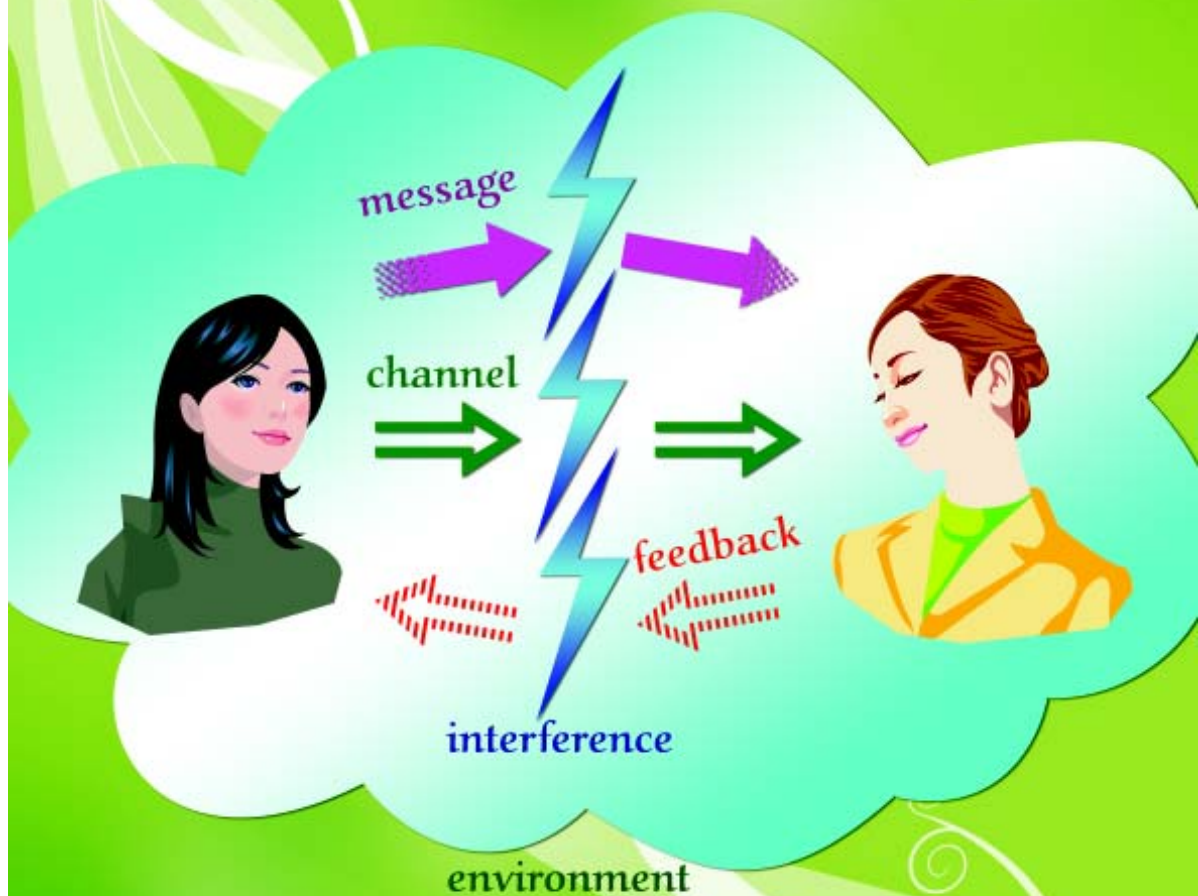 message
channel
feedback
interference
environment